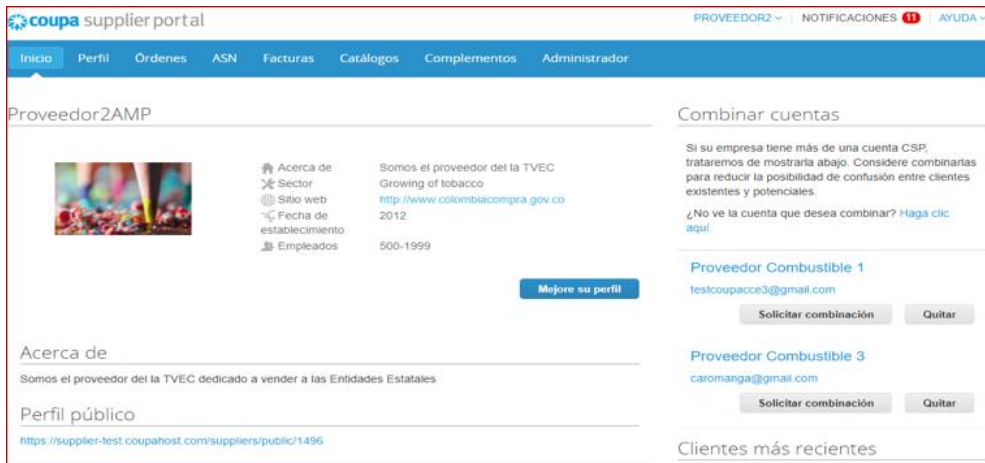 coupa supplier portal
PROVEEDOR2 NOTIFICACIONES 11 AYUDA
Inicio Perfil Órdenes ASN Facturas Catálogos Complementos Administrador
Proveedor2AMP
Acerca de Somos el proveedor del la TVEC
Sector Growing of tobacco
Sitio web http://www.colombiacompra.gov.co
Fecha de establecimiento 2012
Empleados 500-1999
Mejore su perfil
Acerca de
Somos el proveedor del la TVEC dedicado a vender a las Entidades Estatales
Perfil público
https://supplier-test.coupahost.com/suppliers/public/1496
Combinar cuentas
Si su empresa tiene más de una cuenta CSP,
trataremos de mostrarla abajo. Considere combinarlas
para reducir la posibilidad de confusión entre clientes
existentes y potenciales.
¿No ve la cuenta que desea combinar? Haga clic
aquí.
Proveedor Combustible 1
testcoupacce3@gmail.com
Solicitar combinación Quitar
Proveedor Combustible 3
caromanga@gmail.com
Solicitar combinación Quitar
Clientes más recientes